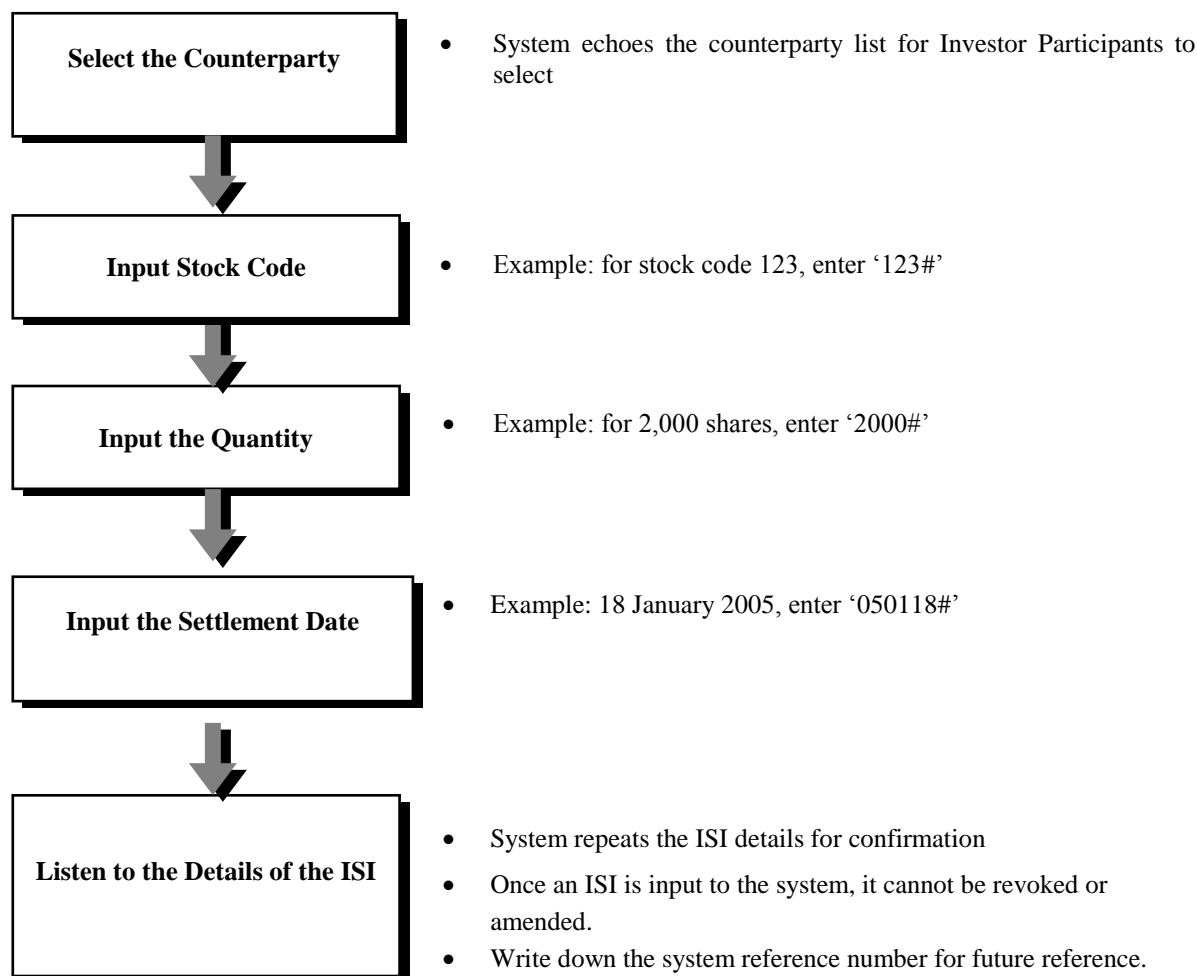 Select the Counterparty
• System echoes the counterparty list for Investor Participants to
select
Input Stock Code
• Example: for stock code 123, enter ‘123#’
Input the Quantity
• Example: for 2,000 shares, enter ‘2000#’
Input the Settlement Date
• Example: 18 January 2005, enter ‘050118#’
Listen to the Details of the ISI
• System repeats the ISI details for confirmation
• Once an ISI is input to the system, it cannot be revoked or
amended.
• Write down the system reference number for future reference.